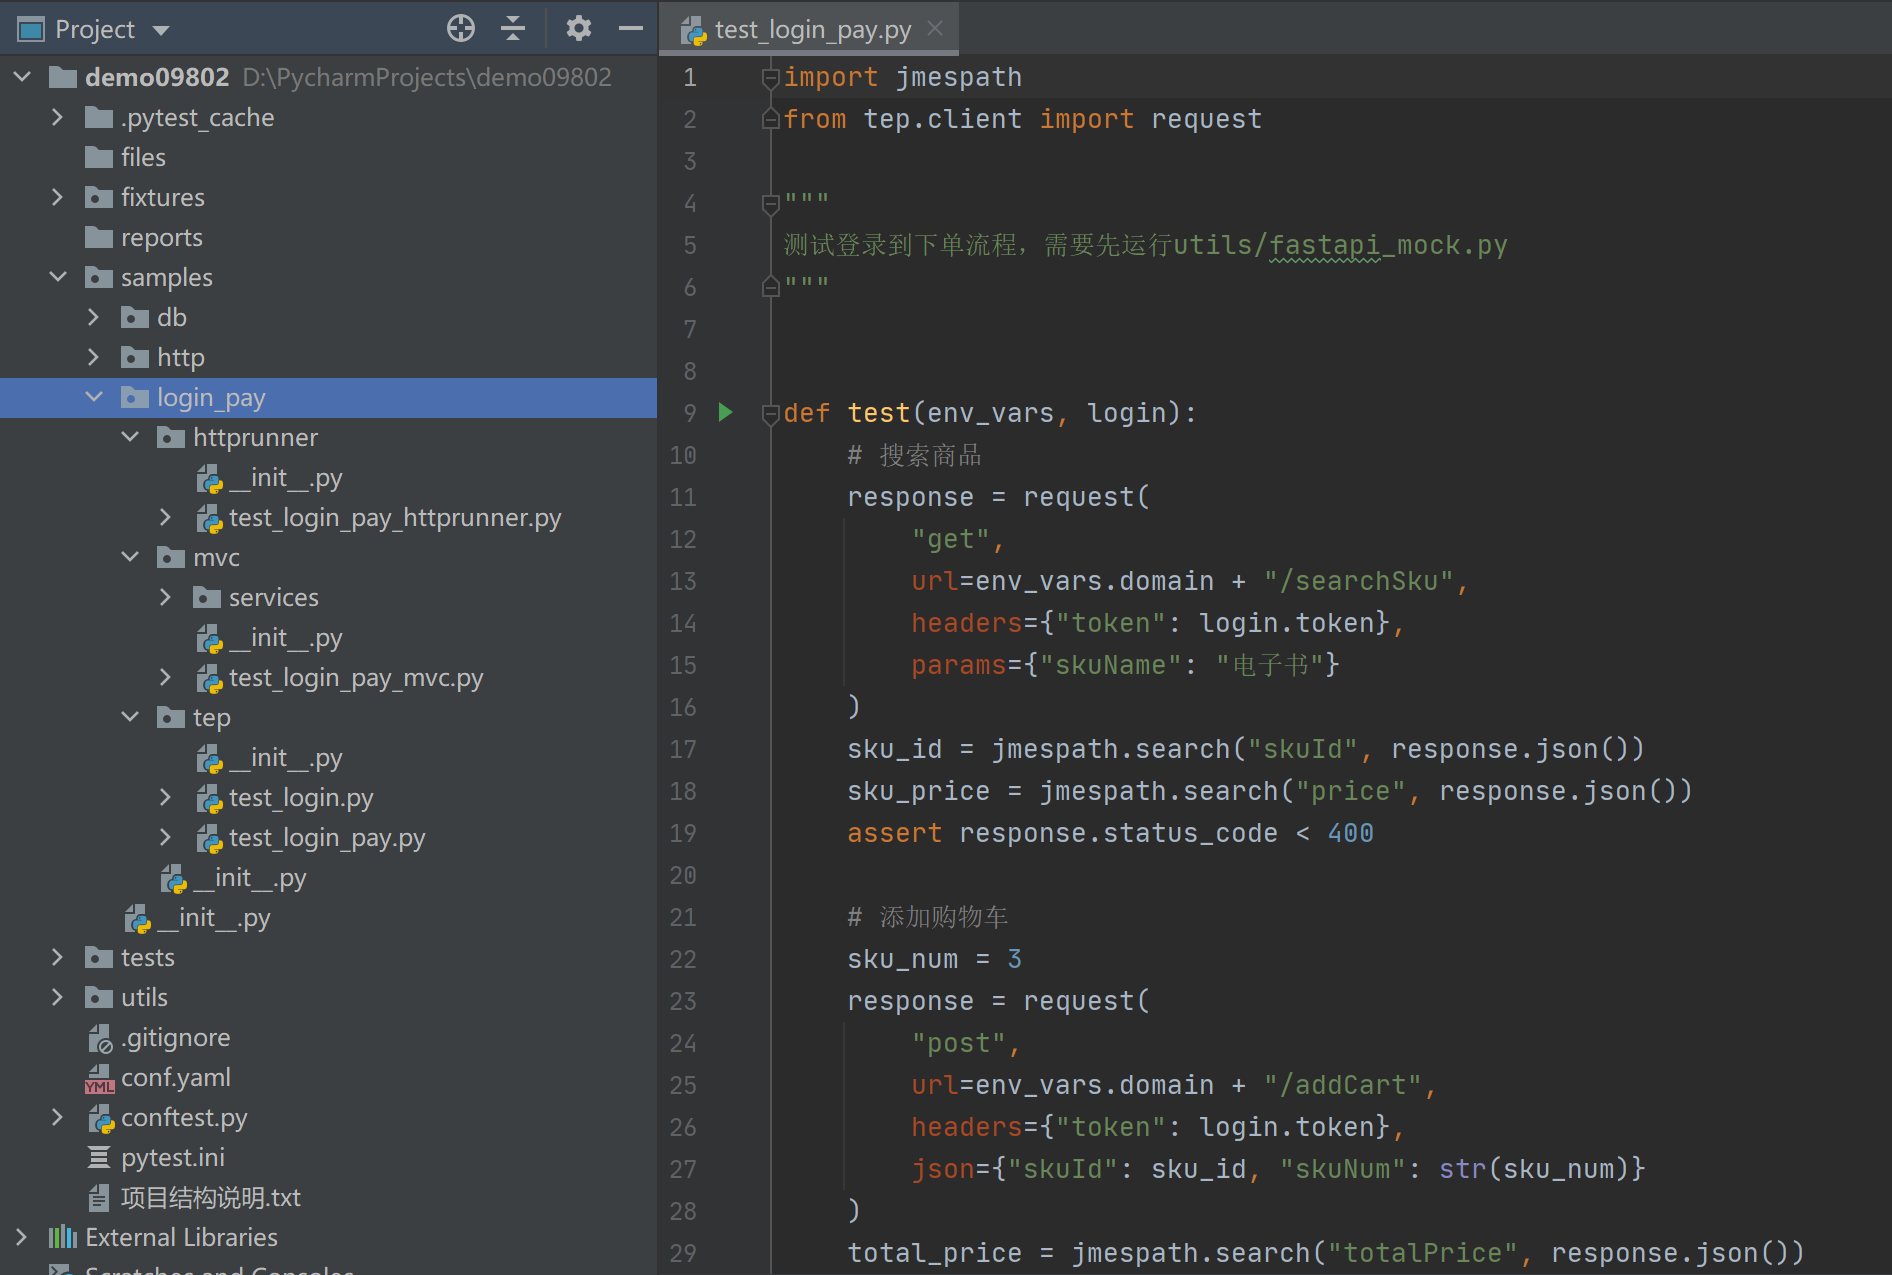 Project
demo09802 D:\PycharmProjects\demo09802
.pytest_cache
files
fixtures
reports
samples
db
http
login_pay
httprunner
__init__.py
test_login_pay_httprunner.py
mvc
services
__init__.py
test_login_pay_mvc.py
tep
__init__.py
test_login.py
test_login_pay.py
__init__.py
__init__.py
tests
utils
.gitignore
YML conf.yaml
conftest.py
pytest.ini
项目结构说明.txt
External Libraries
Scratches and Consoles
test_login_pay.py
1 import jmespath
2 from tep.client import request
3
4 """
5 测试登录到下单流程，需要先运行utils/fastapi_mock.py
6 """
7
8
9 def test(env_vars, login):
10     # 搜索商品
11     response = request(
12         "get",
13         url=env_vars.domain + "/searchSku",
14         headers={"token": login.token},
15         params={"skuName": "电子书"}
16     )
17     sku_id = jmespath.search("skuId", response.json())
18     sku_price = jmespath.search("price", response.json())
19     assert response.status_code < 400
20
21     # 添加购物车
22     sku_num = 3
23     response = request(
24         "post",
25         url=env_vars.domain + "/addCart",
26         headers={"token": login.token},
27         json={"skuId": sku_id, "skuNum": str(sku_num)}
28     )
29     total_price = jmespath.search("totalPrice", response.json())